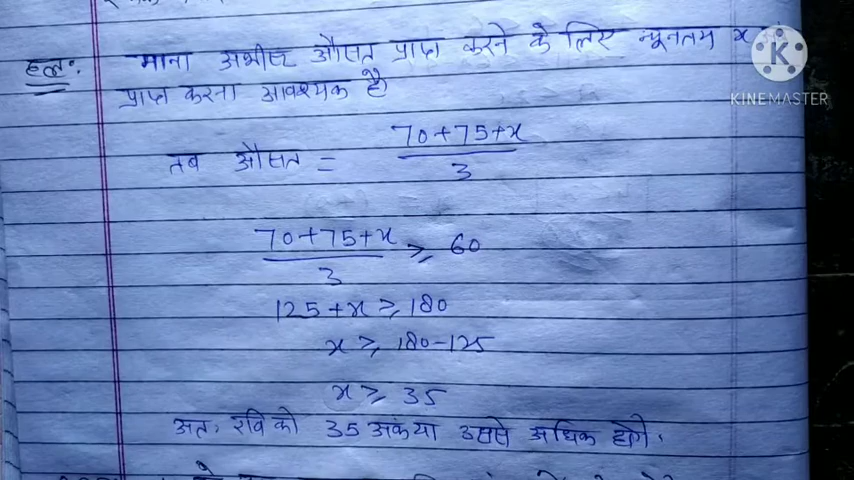 हल:- माना अभीष्ट औसत प्राप्त करने के लिए न्यूनतम x
प्राप्त करना आवश्यक है
तब औसत = (70+75+x)/3
(70+75+x)/3 ≥ 60
125+x ≥ 180
x ≥ 180-125
x ≥ 35
अतः रवि को 35 अंक या उससे अधिक होंगे.
K
KINEMASTER